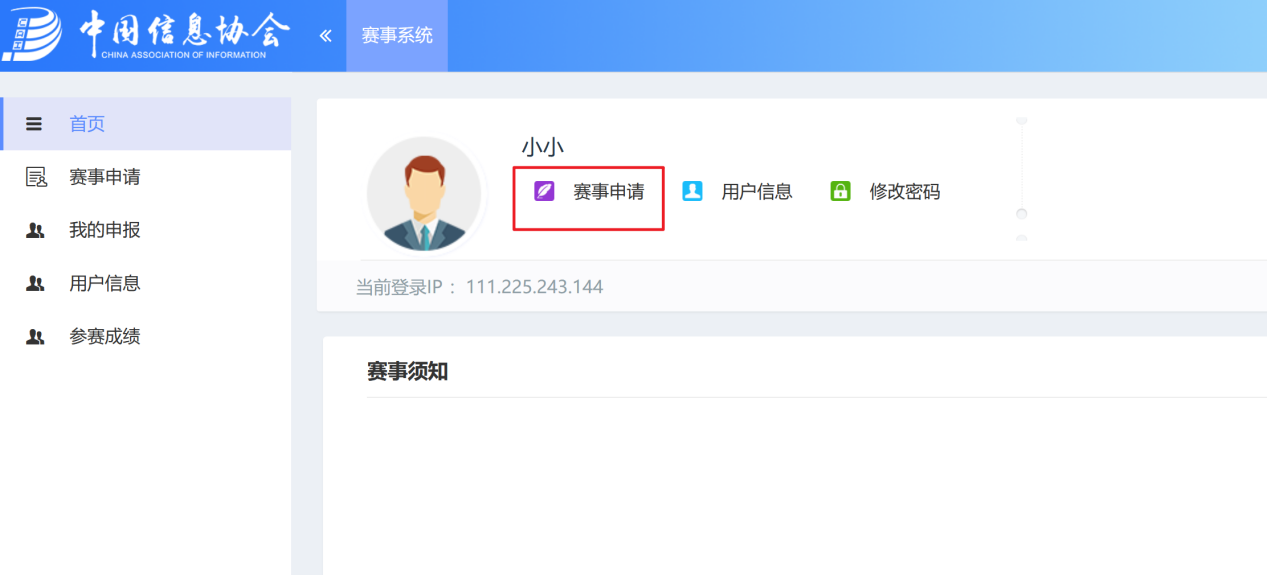 中国信息协会
CHINA ASSOCIATION OF INFORMATION
赛事系统
首页
赛事申请
我的申报
用户信息
参赛成绩
小小
赛事申请 用户信息 修改密码
当前登录IP： 111.225.243.144
赛事须知